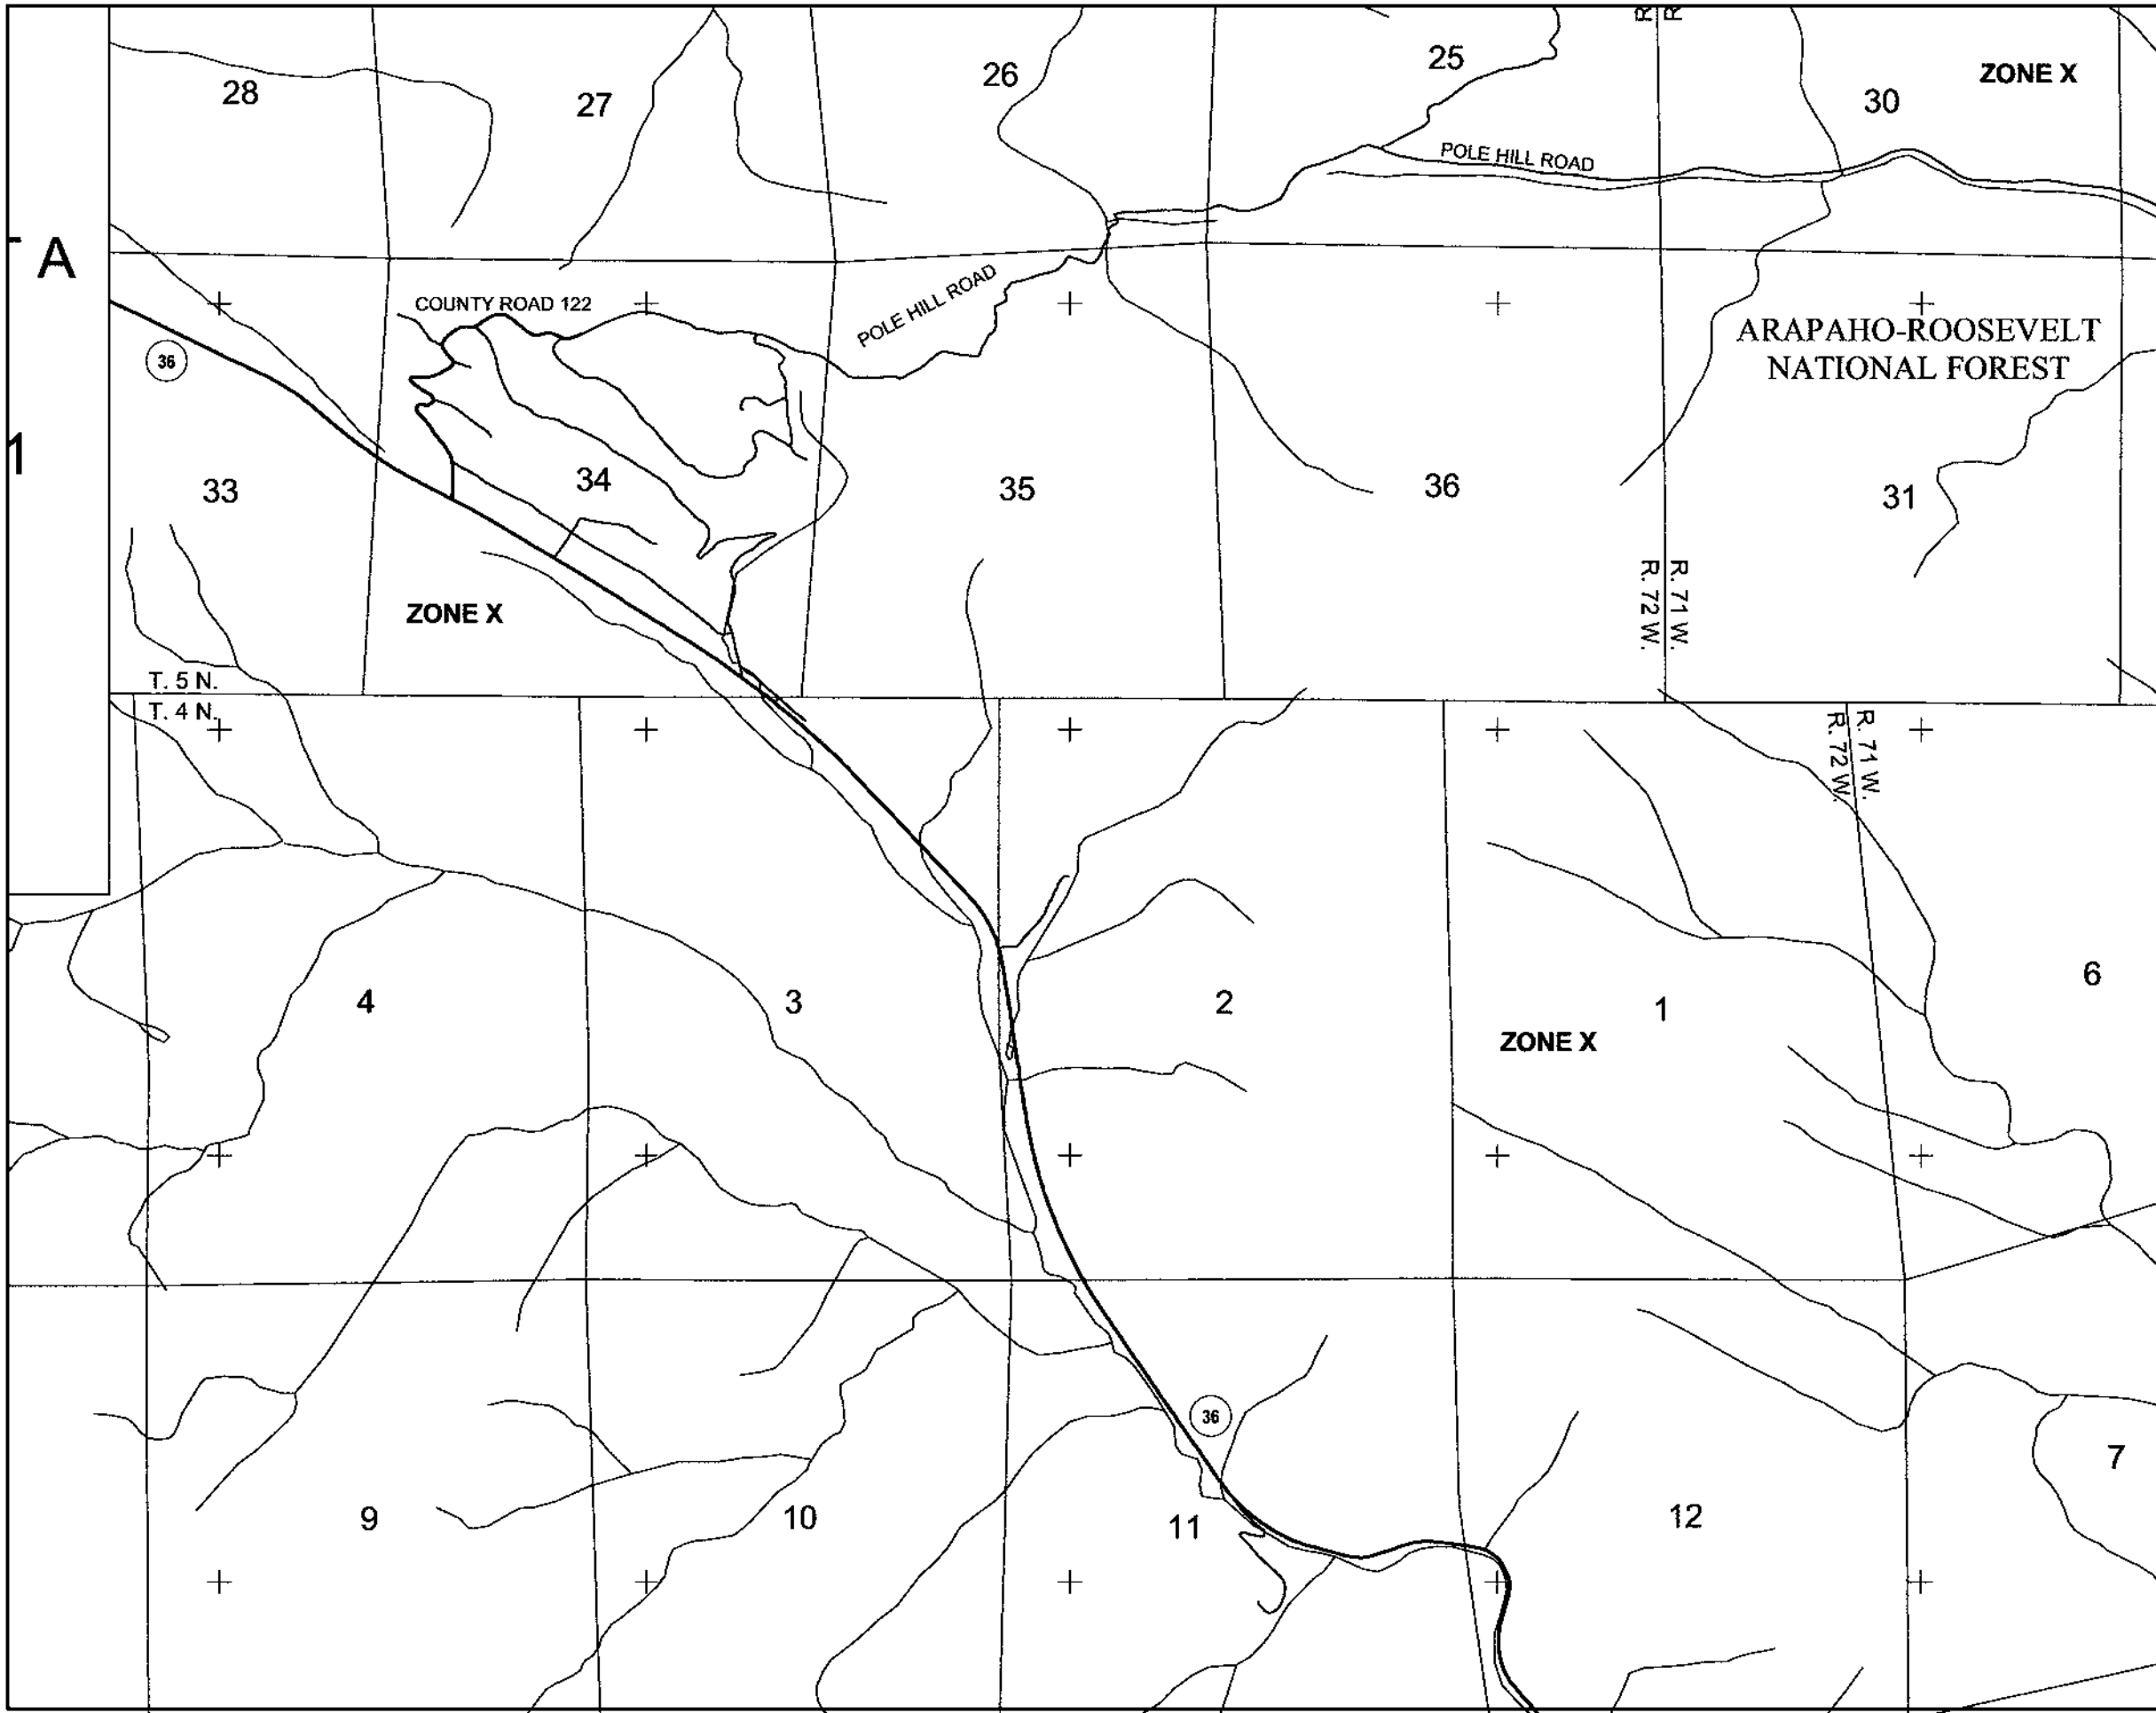 R R
28
27
26
25
30
ZONE X
POLE HILL ROAD
A
COUNTY ROAD 122
POLE HILL ROAD
36
ARAPAHO-ROOSEVELT
NATIONAL FOREST
1
33
34
35
36
31
ZONE X
R. 71 W.
R. 72 W.
T. 5 N.
T. 4 N.
R. 71 W.
R. 72 W.
4
3
2
1
6
ZONE X
36
9
10
11
12
7